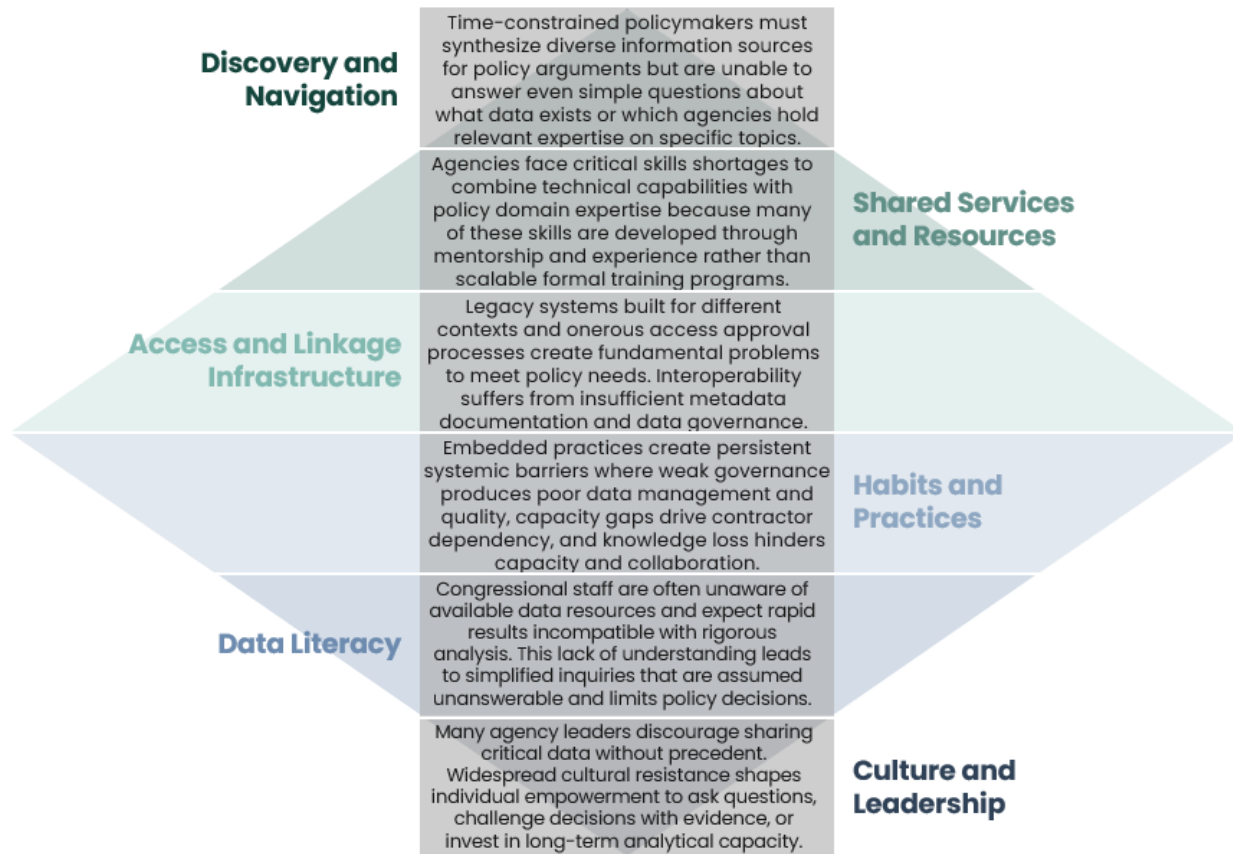 Discovery and
Navigation
Time-constrained policymakers must
synthesize diverse information sources
for policy arguments but are unable to
answer even simple questions about
what data exists or which agencies hold
relevant expertise on specific topics.
Agencies face critical skills shortages to
combine technical capabilities with
policy domain expertise because many
of these skills are developed through
mentorship and experience rather than
scalable formal training programs.
Shared Services
and Resources
Access and Linkage
Infrastructure
Legacy systems built for different
contexts and onerous access approval
processes create fundamental problems
to meet policy needs. Interoperability
suffers from insufficient metadata
documentation and data governance.
Embedded practices create persistent
systemic barriers where weak governance
produces poor data management and
quality, capacity gaps drive contractor
dependency, and knowledge loss hinders
capacity and collaboration.
Habits and
Practices
Data Literacy
Congressional staff are often unaware of
available data resources and expect rapid
results incompatible with rigorous
analysis. This lack of understanding leads
to simplified inquiries that are assumed
unanswerable and limits policy decisions.
Many agency leaders discourage sharing
critical data without precedent.
Widespread cultural resistance shapes
individual empowerment to ask questions,
challenge decisions with evidence, or
invest in long-term analytical capacity.
Culture and
Leadership